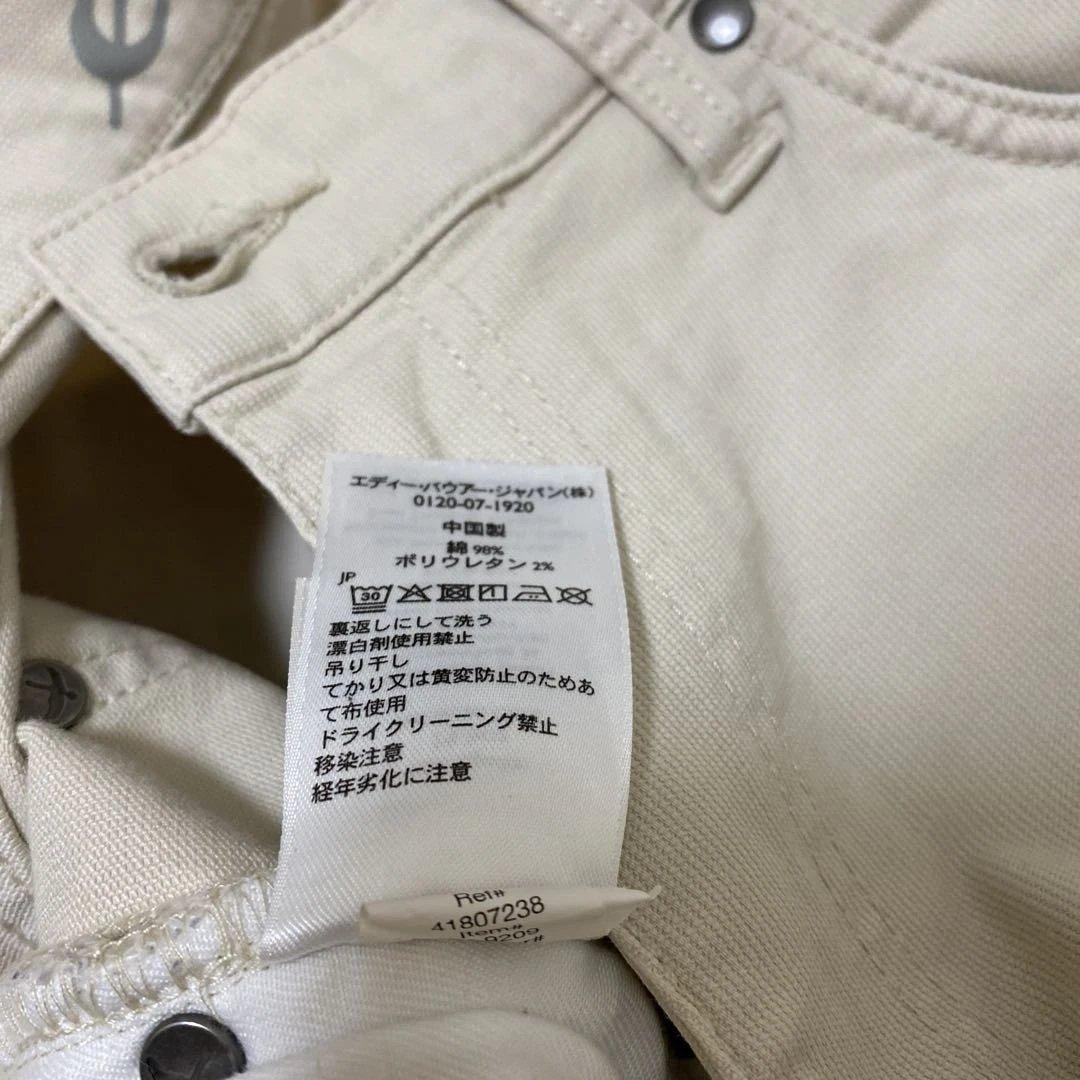 エディー・バウアー・ジャパン(株)
0120-07-1920
中国製
綿 98%
ポリウレタン 2%
JP
30
裏返しにして洗う
漂白剤使用禁止
吊り干し
てかり又は黄変防止のためあ
て布使用
ドライクリーニング禁止
移染注意
経年劣化に注意
Ref#
41807238
Item#
9209